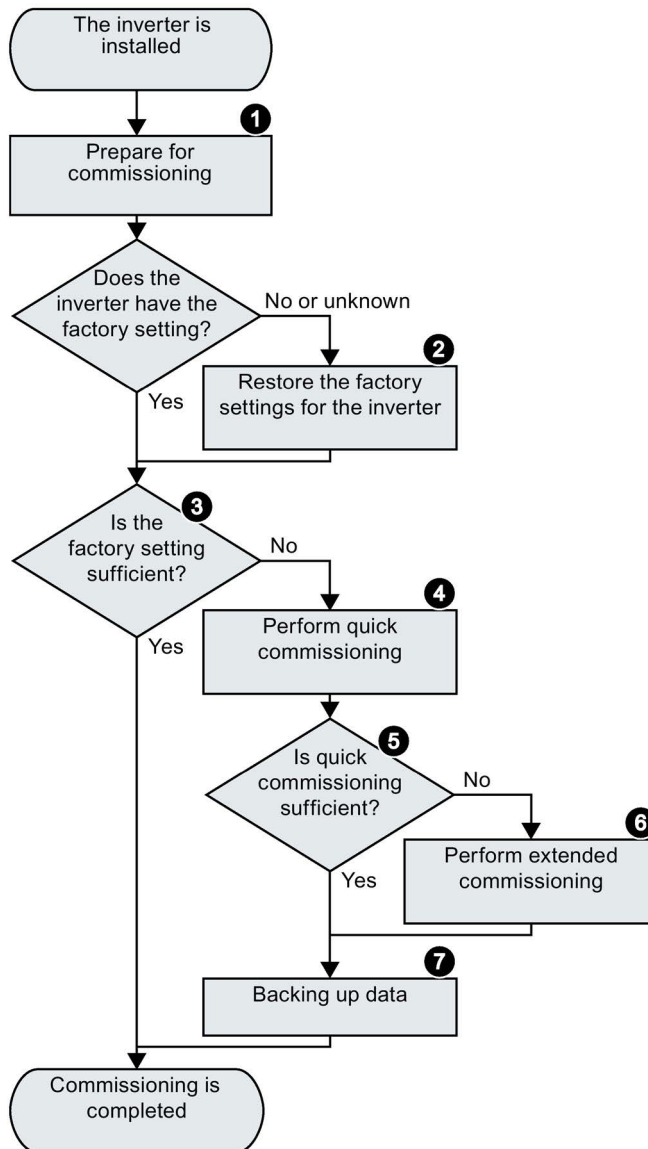 The inverter is
installed
1
Prepare for
commissioning
Does the
inverter have the
factory setting?
No or unknown
2
Restore the factory
settings for the inverter
Yes
3
Is the
factory setting
sufficient?
No
4
Perform quick
commissioning
Yes
5
Is quick
commissioning
sufficient?
No
6
Perform extended
commissioning
Yes
7
Backing up data
Commissioning is
completed